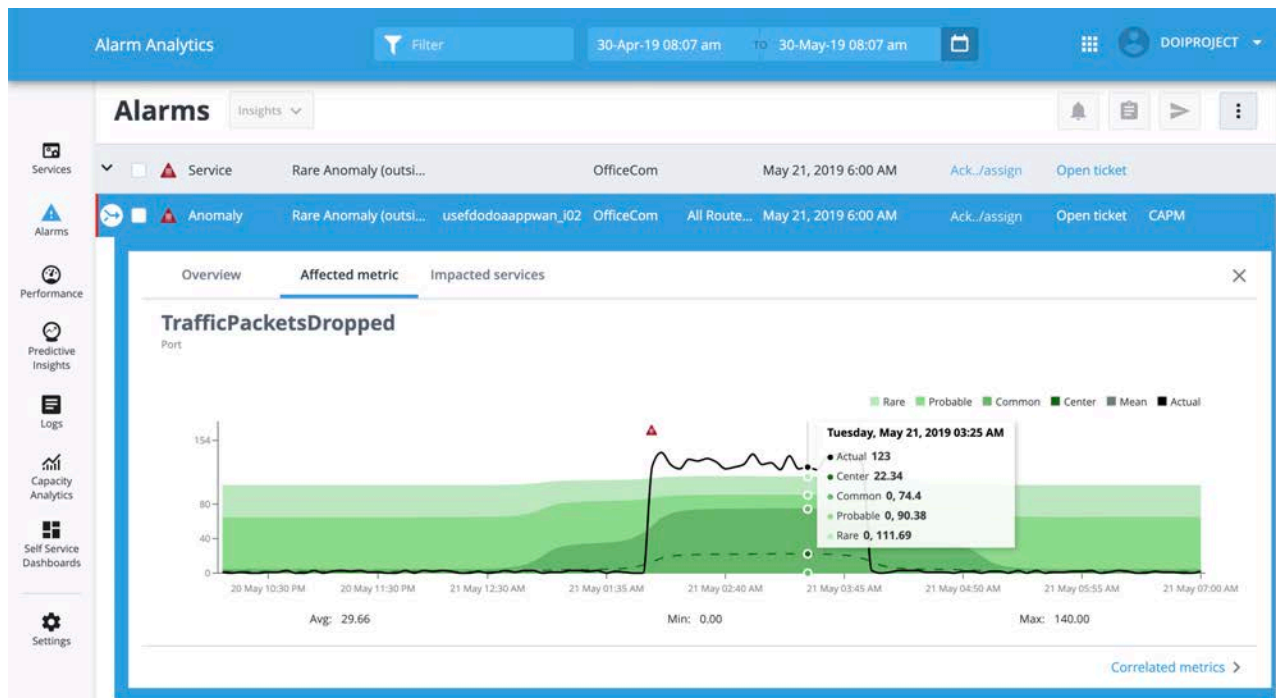 Alarm Analytics
Filter
30-Apr-19 08:07 am TO 30-May-19 08:07 am
DOIPROJECT
Alarms
Insights
Services
Alarms
Performance
Predictive
Insights
Logs
Capacity
Analytics
Self Service
Dashboards
Settings
Service Rare Anomaly (outsi... OfficeCom May 21, 2019 6:00 AM Ack../assign Open ticket
Anomaly Rare Anomaly (outsi... usefdodoaappwan_i02 OfficeCom All Route... May 21, 2019 6:00 AM Ack../assign Open ticket CAPM
Overview Affected metric Impacted services
TrafficPacketsDropped
Port
Rare Probable Common Center Mean Actual
154
80
40
0
Tuesday, May 21, 2019 03:25 AM
Actual 123
Center 22.34
Common 0, 74.4
Probable 0, 90.38
Rare 0, 111.69
20 May 10:30 PM 20 May 11:30 PM 21 May 12:30 AM 21 May 01:35 AM 21 May 02:40 AM 21 May 03:45 AM 21 May 04:50 AM 21 May 05:55 AM 21 May 07:00 AM
Avg: 29.66 Min: 0.00 Max: 140.00
Correlated metrics